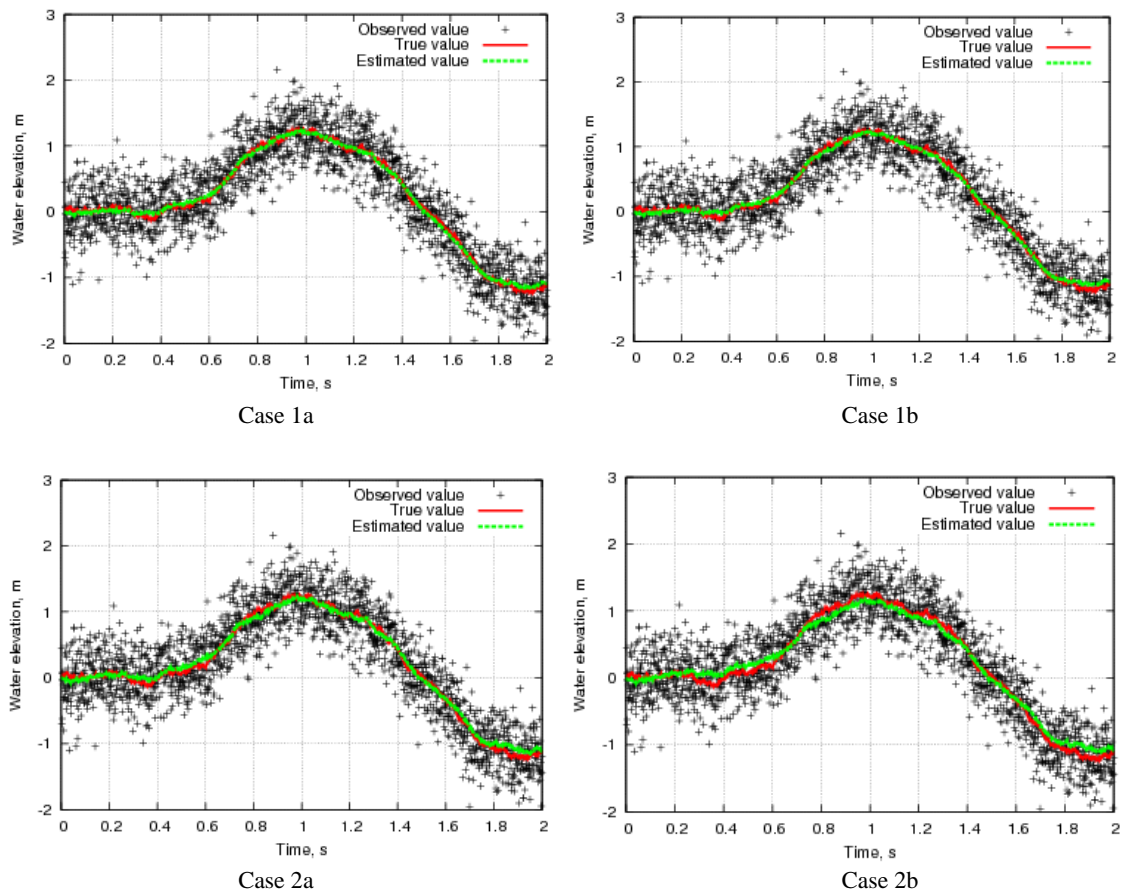 3
2
1
0
-1
-2
Water elevation, m
Observed value
True value
Estimated value
0 0.2 0.4 0.6 0.8 1 1.2 1.4 1.6 1.8 2
Time, s
Case 1a
3
2
1
0
-1
-2
Water elevation, m
Observed value
True value
Estimated value
0 0.2 0.4 0.6 0.8 1 1.2 1.4 1.6 1.8 2
Time, s
Case 1b
3
2
1
0
-1
-2
Water elevation, m
Observed value
True value
Estimated value
0 0.2 0.4 0.6 0.8 1 1.2 1.4 1.6 1.8 2
Time, s
Case 2a
3
2
1
0
-1
-2
Water elevation, m
Observed value
True value
Estimated value
0 0.2 0.4 0.6 0.8 1 1.2 1.4 1.6 1.8 2
Time, s
Case 2b